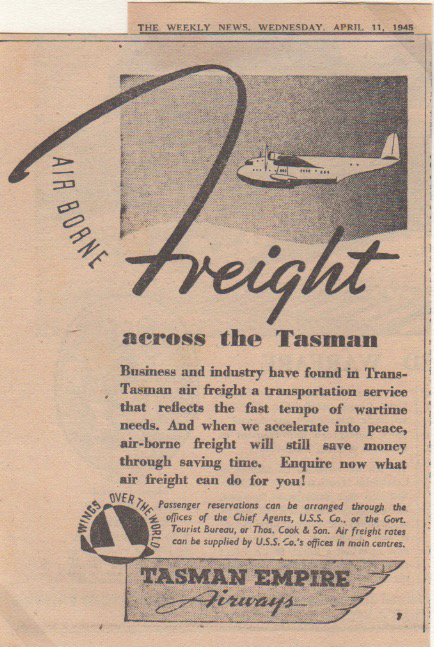 THE WEEKLY NEWS, WEDNESDAY, APRIL 11, 1945
AIR BORNE
Freight
across the Tasman
Business and industry have found in Trans-
Tasman air freight a transportation service
that reflects the fast tempo of wartime
needs. And when we accelerate into peace,
air-borne freight will still save money
through saving time. Enquire now what
air freight can do for you!
WINGS OVER THE WORLD
Passenger reservations can be arranged through the
offices of the Chief Agents, U.S.S. Co., or the Govt.
Tourist Bureau, or Thos. Cook & Son. Air freight rates
can be supplied by U.S.S. Co.'s offices in main centres.
TASMAN EMPIRE
Airways
7